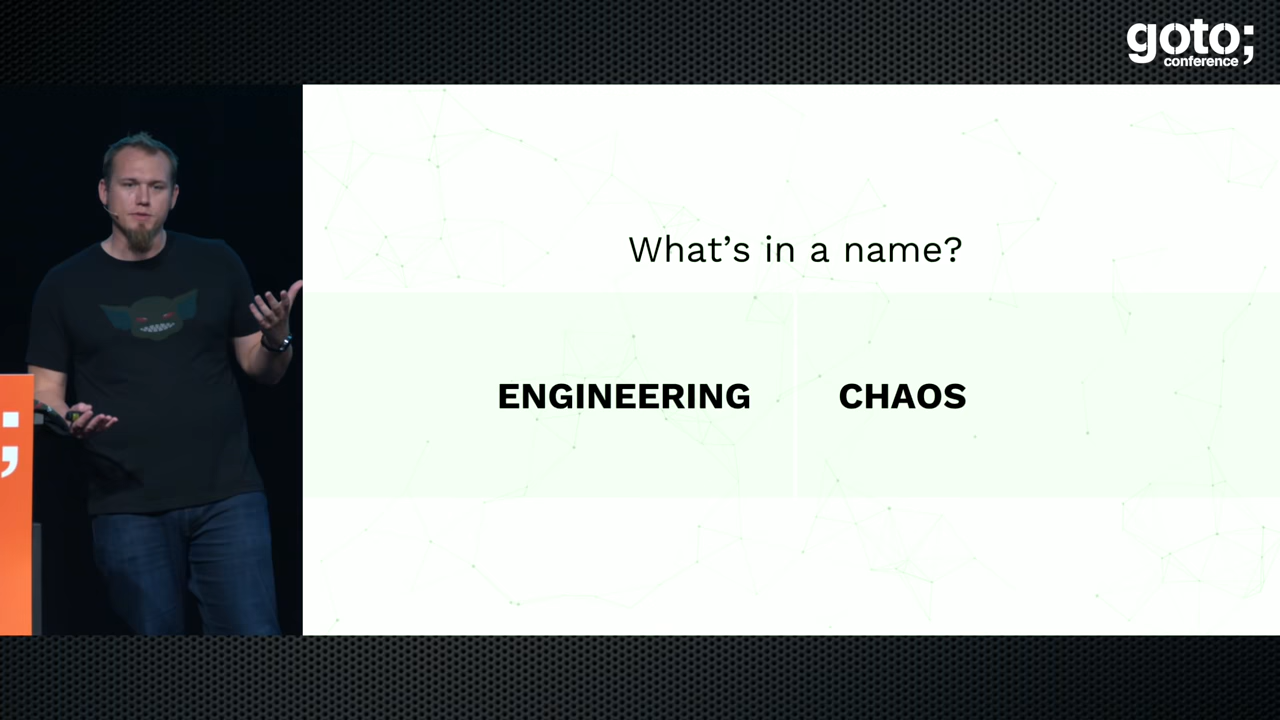 goto;
conference
What's in a name?
ENGINEERING
CHAOS
;